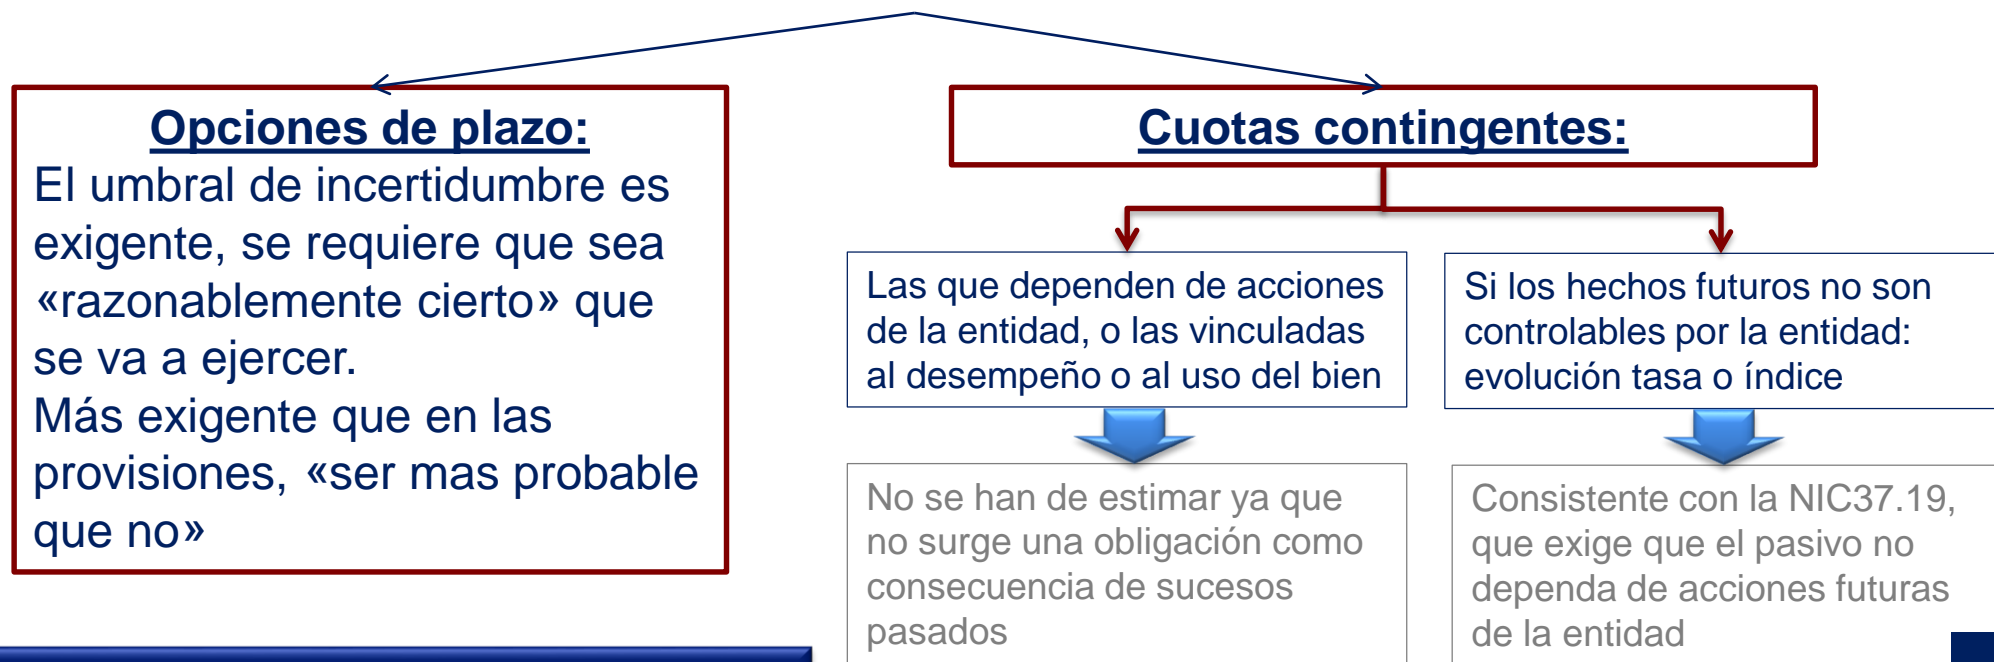 Opciones de plazo:
El umbral de incertidumbre es
exigente, se requiere que sea
«razonablemente cierto» que
se va a ejercer.
Más exigente que en las
provisiones, «ser mas probable
que no»
Cuotas contingentes:
Las que dependen de acciones
de la entidad, o las vinculadas
al desempeño o al uso del bien
No se han de estimar ya que
no surge una obligación como
consecuencia de sucesos
pasados
Si los hechos futuros no son
controlables por la entidad:
evolución tasa o índice
Consistente con la NIC37.19,
que exige que el pasivo no
dependa de acciones futuras
de la entidad